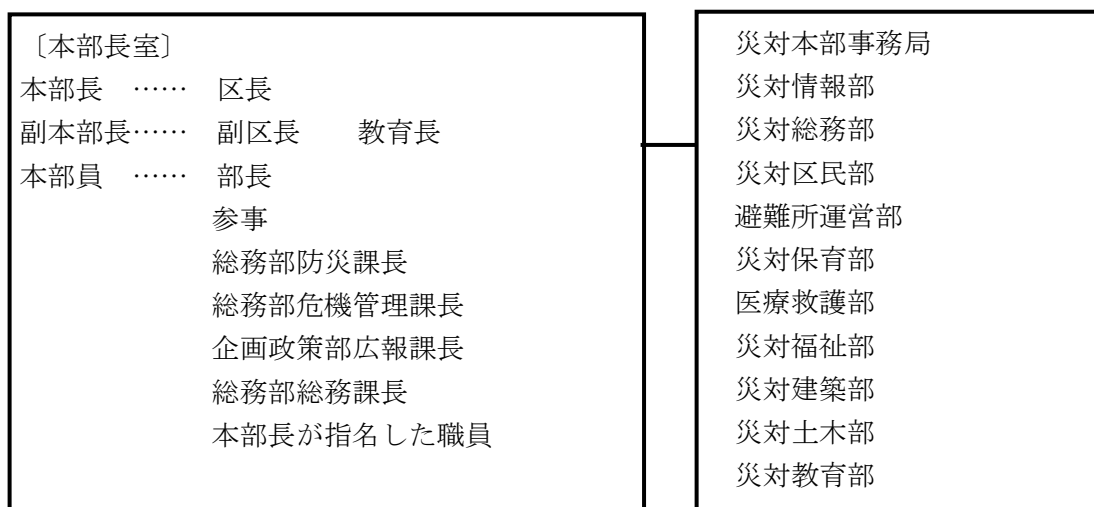 〔本部長室〕
本部長 …… 区長
副本部長…… 副区長 教育長
本部員 …… 部長
参事
総務部防災課長
総務部危機管理課長
企画政策部広報課長
総務部総務課長
本部長が指名した職員
災対本部事務局
災対情報部
災対総務部
災対区民部
避難所運営部
災対保育部
医療救護部
災対福祉部
災対建築部
災対土木部
災対教育部